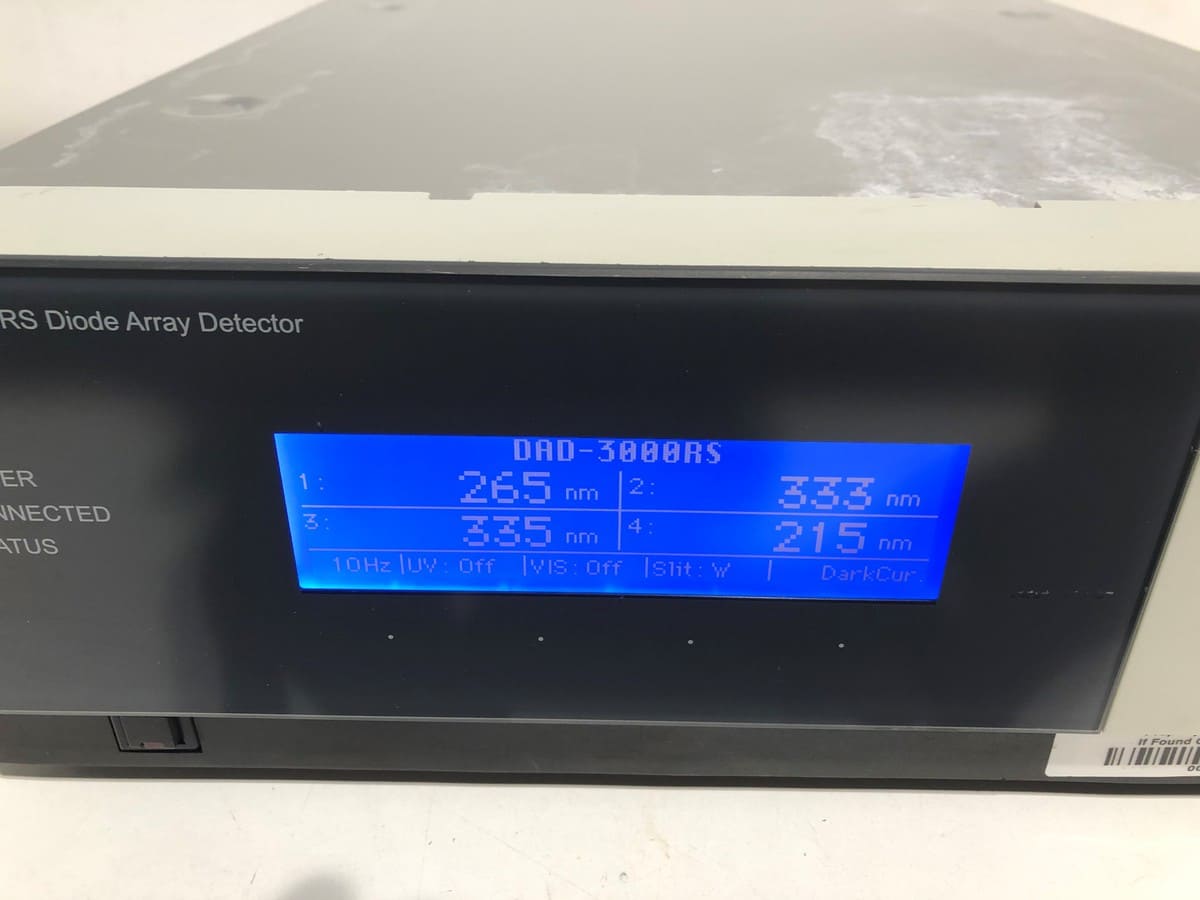 RS Diode Array Detector
DAD-3000RS
1: 265 nm 2: 333 nm
3: 335 nm 4: 215 nm
10Hz UV: Off VIS: Off Slit: W DarkCur.
ER
NNECTED
ATUS
If Found